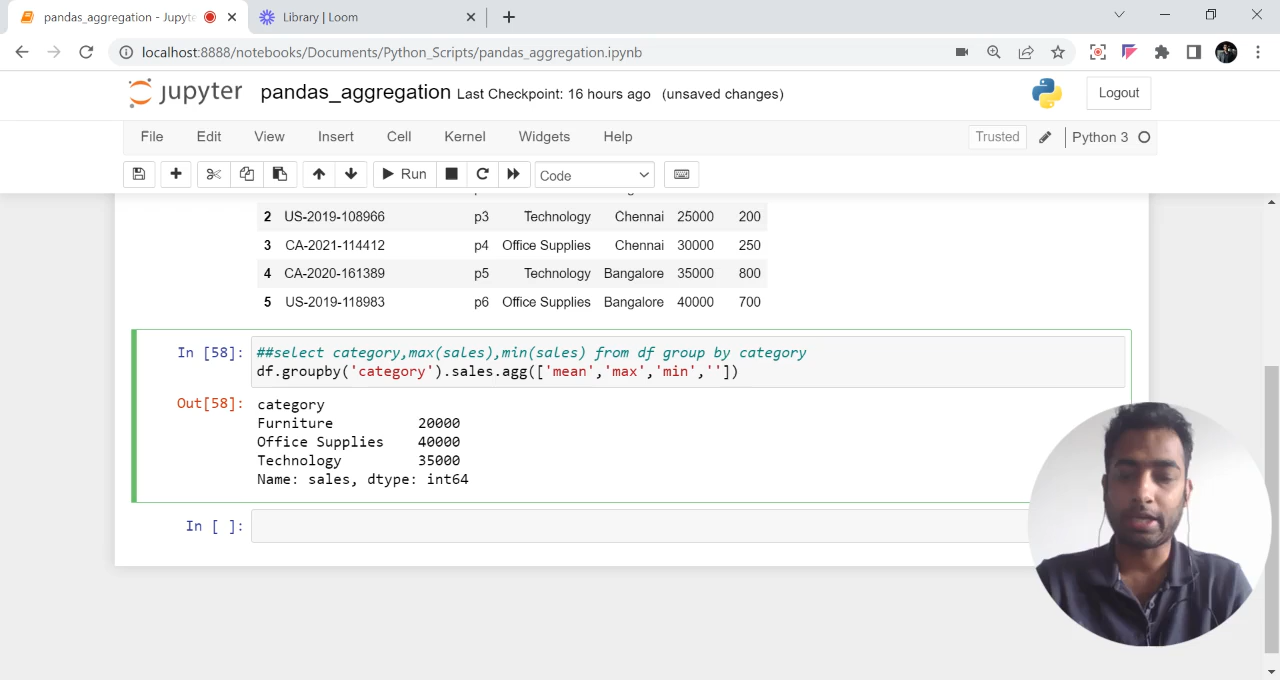 pandas_aggregation - Jupyte
Library | Loom
localhost:8888/notebooks/Documents/Python_Scripts/pandas_aggregation.ipynb
jupyter pandas_aggregation Last Checkpoint: 16 hours ago (unsaved changes) Logout
File Edit View Insert Cell Kernel Widgets Help Trusted Python 3
Run Code
2 US-2019-108966 p3 Technology Chennai 25000 200
3 CA-2021-114412 p4 Office Supplies Chennai 30000 250
4 CA-2020-161389 p5 Technology Bangalore 35000 800
5 US-2019-118983 p6 Office Supplies Bangalore 40000 700
In [58]: ##select category,max(sales),min(sales) from df group by category
df.groupby('category').sales.agg(['mean','max','min',''])
Out[58]: category
Furniture 20000
Office Supplies 40000
Technology 35000
Name: sales, dtype: int64
In [ ]: